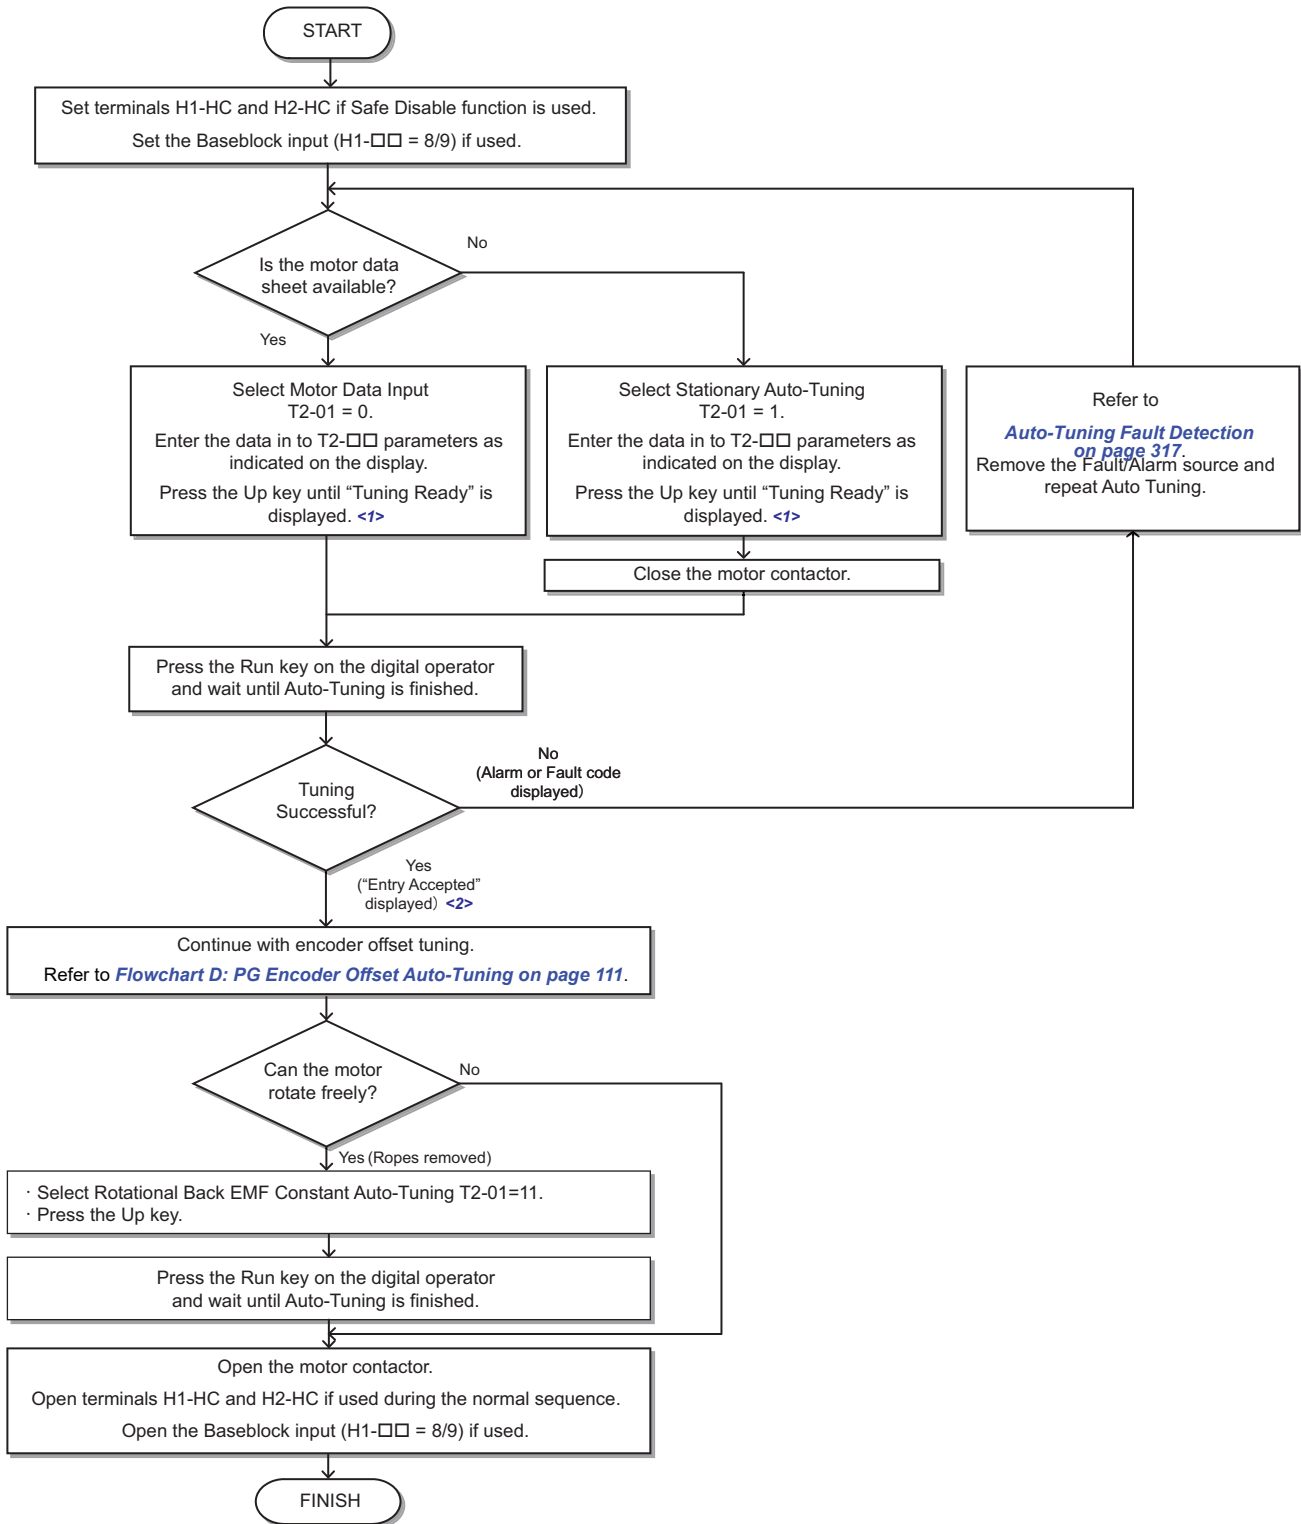 START
Set terminals H1-HC and H2-HC if Safe Disable function is used.
Set the Baseblock input (H1-□□ = 8/9) if used.
No
Is the motor data
sheet available?
Yes
Select Motor Data Input
T2-01 = 0.
Enter the data in to T2-□□ parameters as
indicated on the display.
Press the Up key until “Tuning Ready” is
displayed. <1>
Select Stationary Auto-Tuning
T2-01 = 1.
Enter the data in to T2-□□ parameters as
indicated on the display.
Press the Up key until “Tuning Ready” is
displayed. <1>
Refer to
Auto-Tuning Fault Detection
on page 317.
Remove the Fault/Alarm source and
repeat Auto Tuning.
Close the motor contactor.
Press the Run key on the digital operator
and wait until Auto-Tuning is finished.
No
(Alarm or Fault code
displayed)
Tuning
Successful?
Yes
(“Entry Accepted”
displayed) <2>
Continue with encoder offset tuning.
Refer to Flowchart D: PG Encoder Offset Auto-Tuning on page 111.
Can the motor
rotate freely?
No
Yes (Ropes removed)
· Select Rotational Back EMF Constant Auto-Tuning T2-01=11.
· Press the Up key.
Press the Run key on the digital operator
and wait until Auto-Tuning is finished.
Open the motor contactor.
Open terminals H1-HC and H2-HC if used during the normal sequence.
Open the Baseblock input (H1-□□ = 8/9) if used.
FINISH